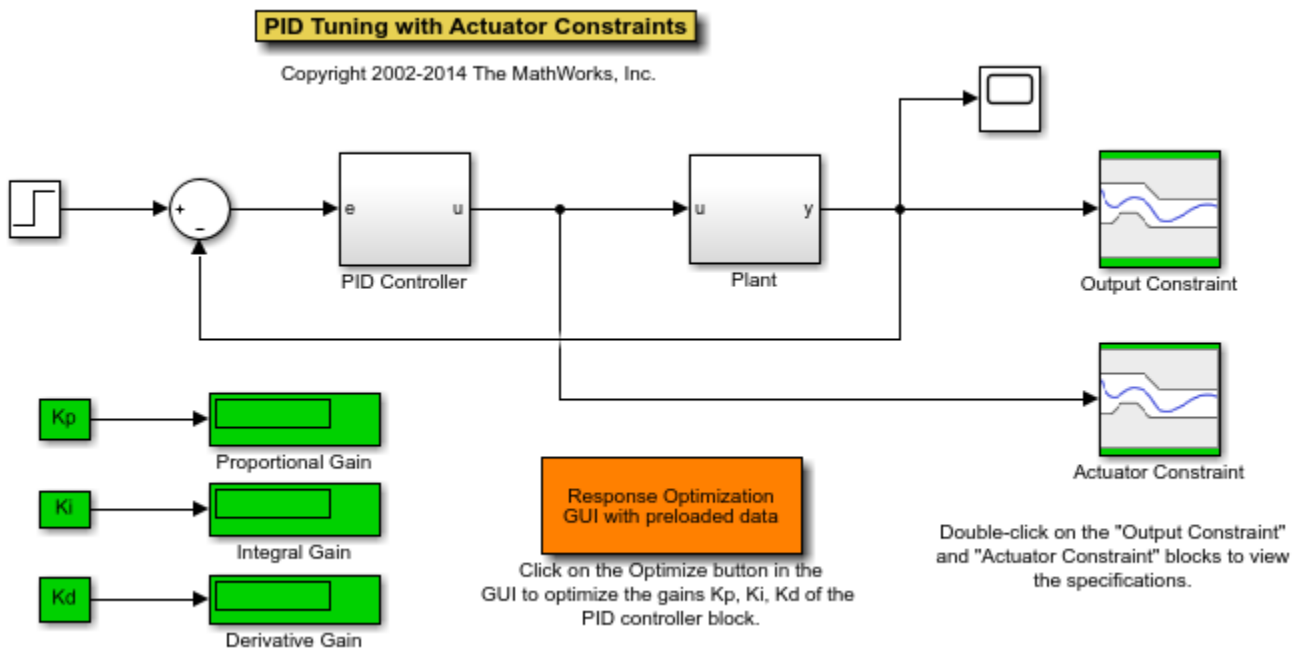 PID Tuning with Actuator Constraints
Copyright 2002-2014 The MathWorks, Inc.
+
-
e
u
PID Controller
u
y
Plant
Output Constraint
Kp
Proportional Gain
Ki
Integral Gain
Kd
Derivative Gain
Response Optimization
GUI with preloaded data
Click on the Optimize button in the
GUI to optimize the gains Kp, Ki, Kd of the
PID controller block.
Actuator Constraint
Double-click on the "Output Constraint"
and "Actuator Constraint" blocks to view
the specifications.